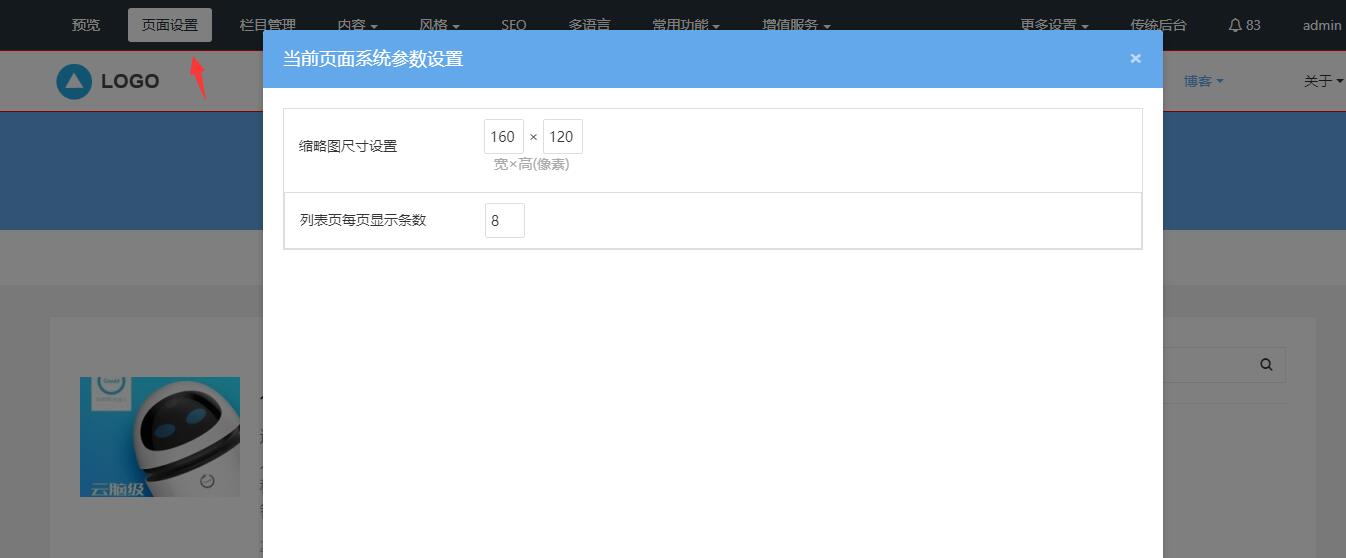 预览 页面设置 栏目管理 内容 风格 SEO 多语言 常用功能 增值服务 更多设置 传统后台 83 admin
当前页面系统参数设置 ×
LOGO 博客 关于
缩略图尺寸设置 160 × 120
宽×高(像素)
列表页每页显示条数 8
云脑级